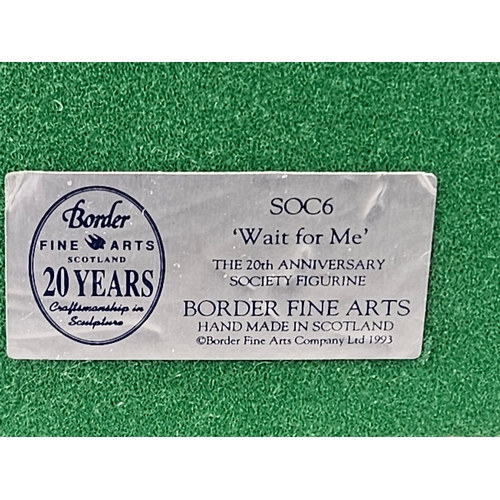 Border
FINE ARTS
SCOTLAND
20 YEARS
Craftsmanship in
Sculpture
SOC6
'Wait for Me'
THE 20th ANNIVERSARY
SOCIETY FIGURINE
BORDER FINE ARTS
HAND MADE IN SCOTLAND
©Border Fine Arts Company Ltd 1993